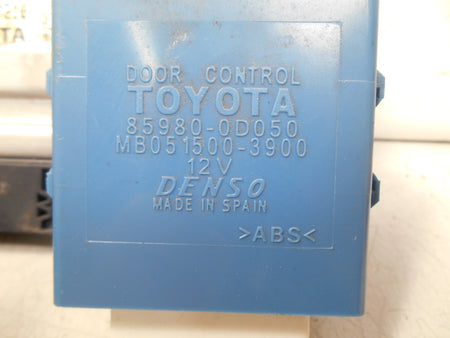 DOOR CONTROL
TOYOTA
85980-0D050
MB051500-3900
12V
DENSO
MADE IN SPAIN
>ABS<